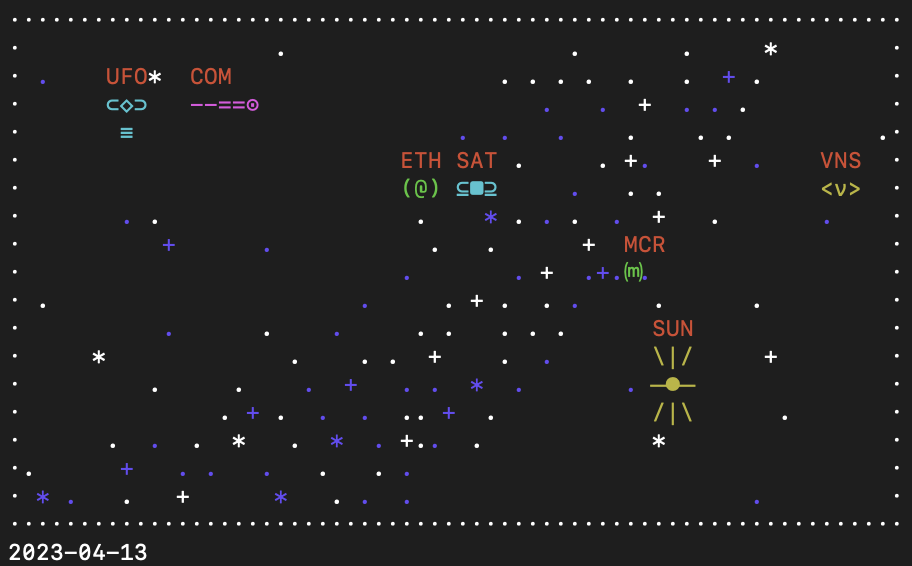 UFO COM
ETH SAT VNS
(@) <v>
MCR
(m)
SUN
2023-04-13